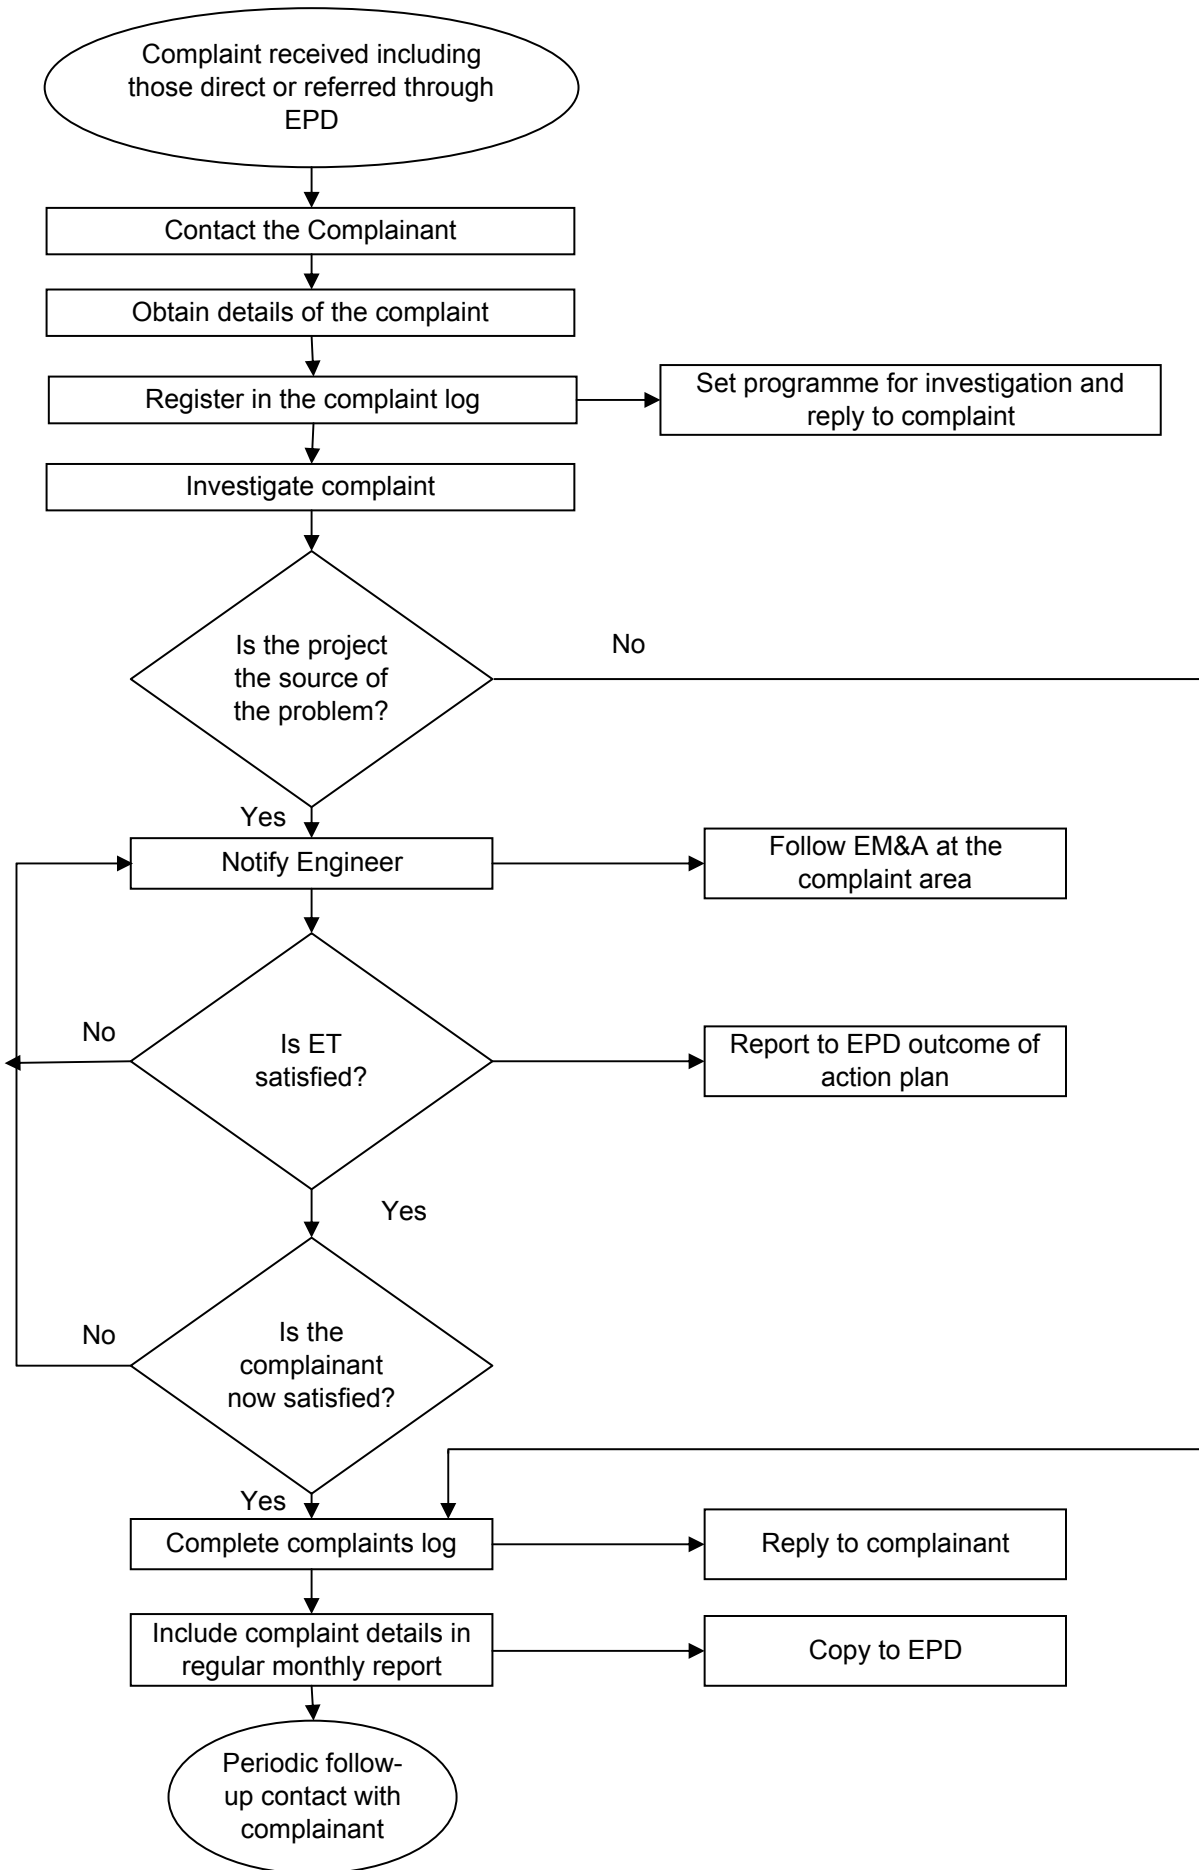 Complaint received including
those direct or referred through
EPD
Contact the Complainant
Obtain details of the complaint
Register in the complaint log
Set programme for investigation and
reply to complaint
Investigate complaint
Is the project
the source of
the problem?
No
Yes
Notify Engineer
Follow EM&A at the
complaint area
No
Is ET
satisfied?
Report to EPD outcome of
action plan
Yes
No
Is the
complainant
now satisfied?
Yes
Complete complaints log
Reply to complainant
Include complaint details in
regular monthly report
Copy to EPD
Periodic follow-
up contact with
complainant